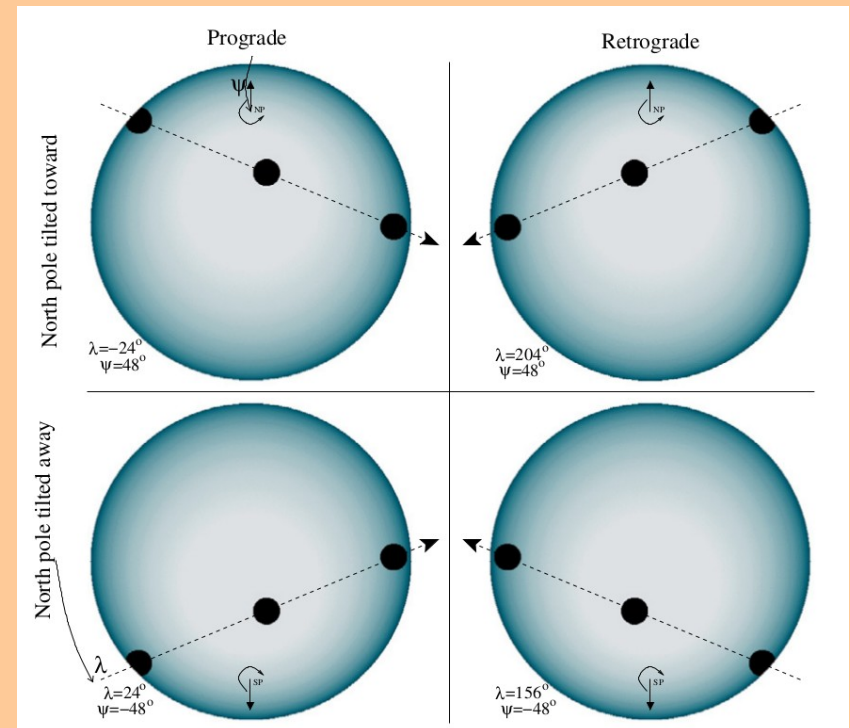 Prograde
Retrograde
North pole tilted toward
ψ
NP
NP
λ=−24°
ψ=48°
λ=204°
ψ=48°
North pole tilted away
λ
SP
SP
λ=24°
ψ=−48°
λ=156°
ψ=−48°